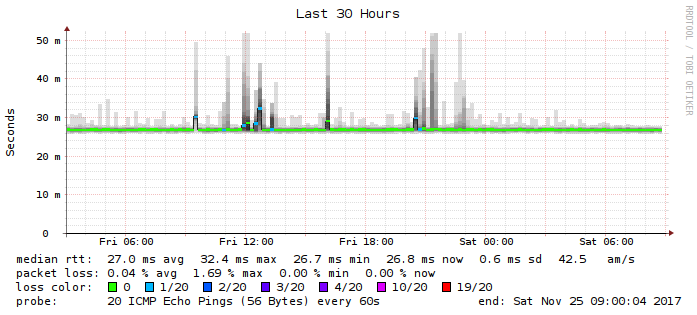 Last 30 Hours
RRDTOOL / TOBI OETIKER
Seconds
50 m
40 m
30 m
20 m
10 m
0
Fri 06:00 Fri 12:00 Fri 18:00 Sat 00:00 Sat 06:00
median rtt: 27.0 ms avg 32.4 ms max 26.7 ms min 26.8 ms now 0.6 ms sd 42.5 am/s
packet loss: 0.04 % avg 1.69 % max 0.00 % min 0.00 % now
loss color: 0 1/20 2/20 3/20 4/20 10/20 19/20
probe: 20 ICMP Echo Pings (56 Bytes) every 60s end: Sat Nov 25 09:00:04 2017